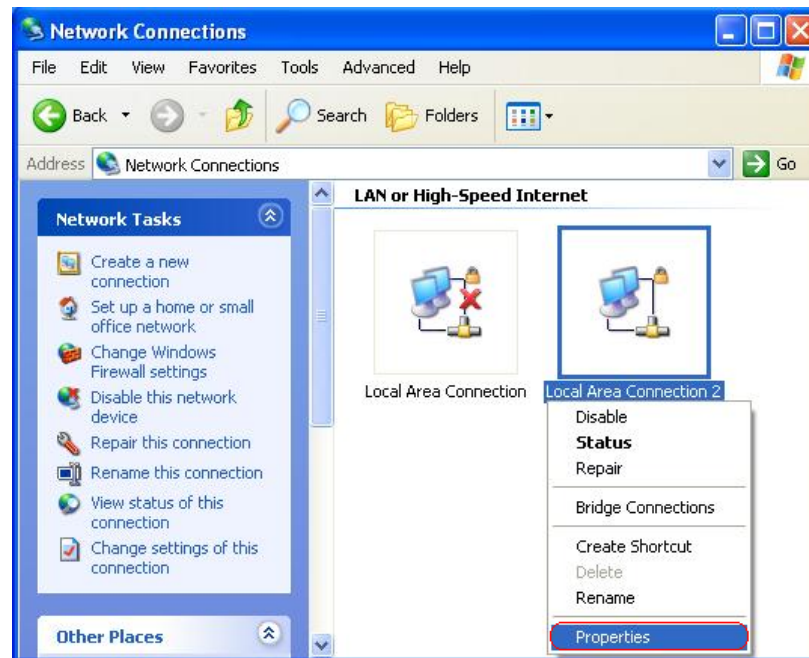 Network Connections
File Edit View Favorites Tools Advanced Help
Back Search Folders
Address Network Connections Go
Network Tasks
Create a new
connection
Set up a home or small
office network
Change Windows
Firewall settings
Disable this network
device
Repair this connection
Rename this connection
View status of this
connection
Change settings of this
connection
Other Places
LAN or High-Speed Internet
Local Area Connection
Local Area Connection 2
Disable
Status
Repair
Bridge Connections
Create Shortcut
Delete
Rename
Properties